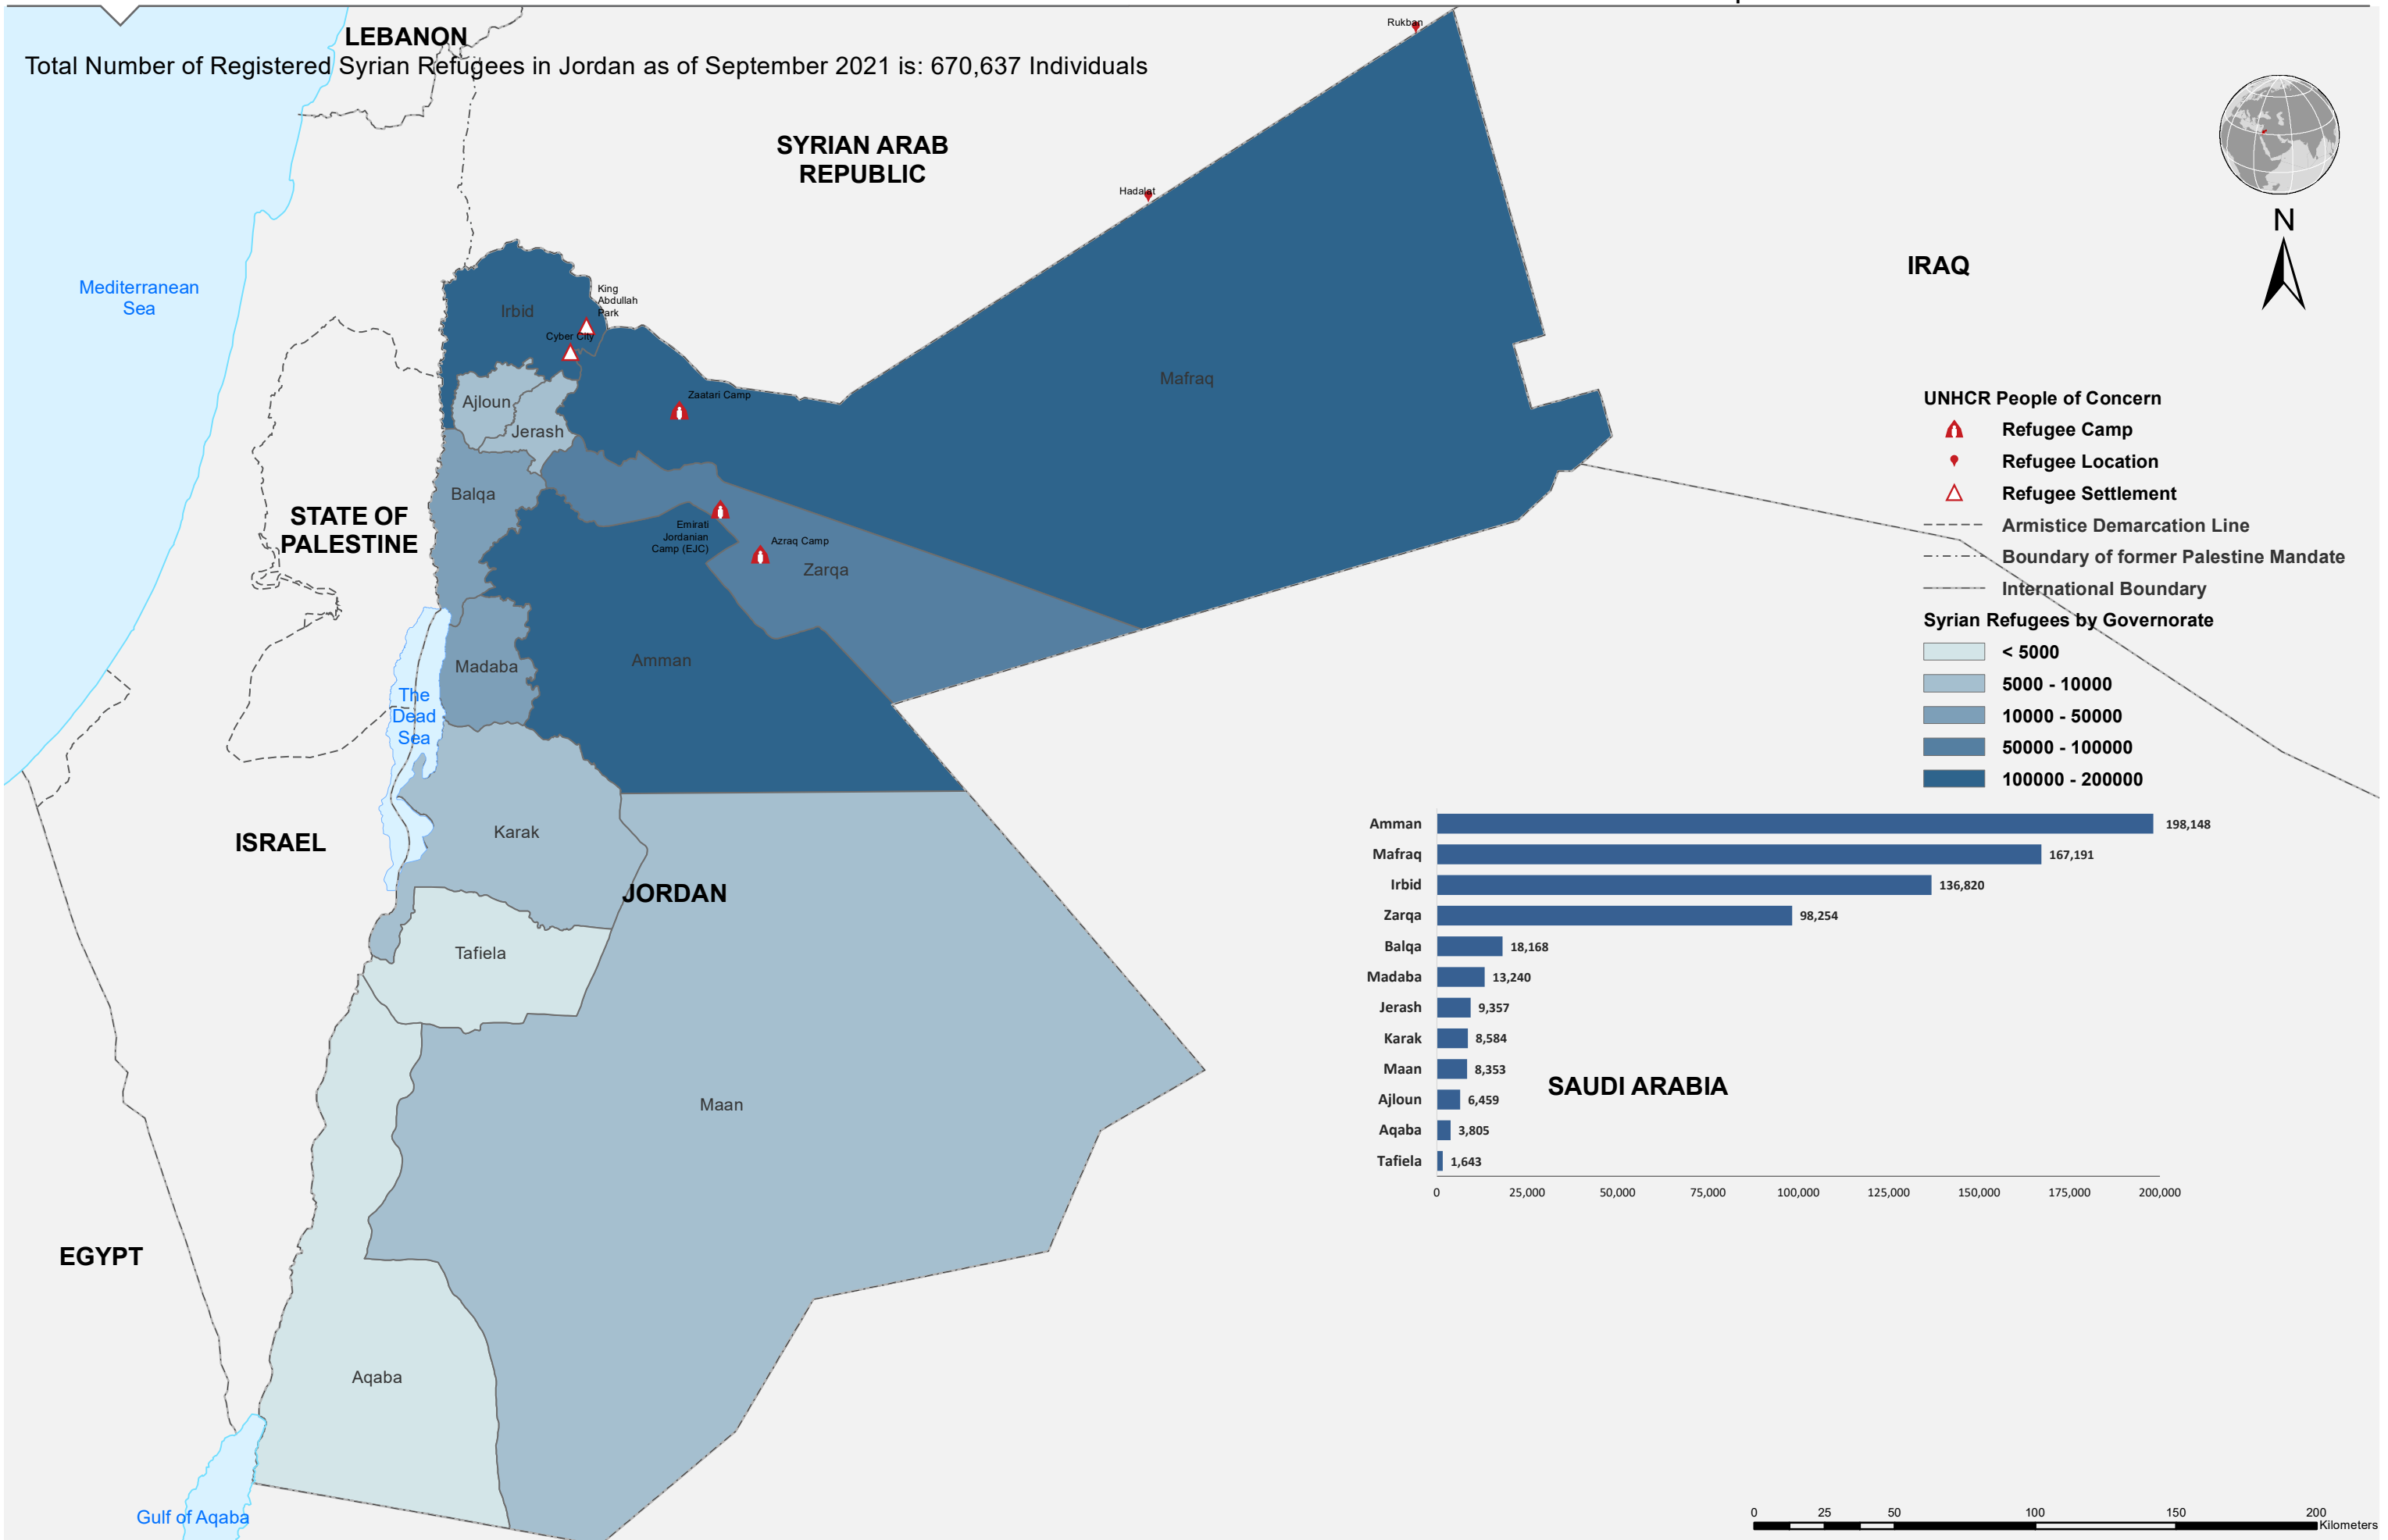 LEBANON
Total Number of Registered Syrian Refugees in Jordan as of September 2021 is: 670,637 Individuals
Rukban
SYRIAN ARAB
REPUBLIC
Hadalat
N
IRAQ
Mediterranean
Sea
King
Abdullah
Park
Irbid
Cyber City
Mafraq
Zaatari Camp
Ajloun
Jerash
Balqa
STATE OF
PALESTINE
Emirati
Jordanian
Camp (EJC)
Azraq Camp
Zarqa
Amman
Madaba
The
Dead
Sea
Karak
ISRAEL
JORDAN
Tafiela
Maan
EGYPT
Aqaba
Gulf of Aqaba
SAUDI ARABIA
UNHCR People of Concern
Refugee Camp
Refugee Location
Refugee Settlement
Armistice Demarcation Line
Boundary of former Palestine Mandate
International Boundary
Syrian Refugees by Governorate
< 5000
5000 - 10000
10000 - 50000
50000 - 100000
100000 - 200000
Amman 198,148
Mafraq 167,191
Irbid 136,820
Zarqa 98,254
Balqa 18,168
Madaba 13,240
Jerash 9,357
Karak 8,584
Maan 8,353
Ajloun 6,459
Aqaba 3,805
Tafiela 1,643
0 25,000 50,000 75,000 100,000 125,000 150,000 175,000 200,000
0 25 50 100 150 200
Kilometers